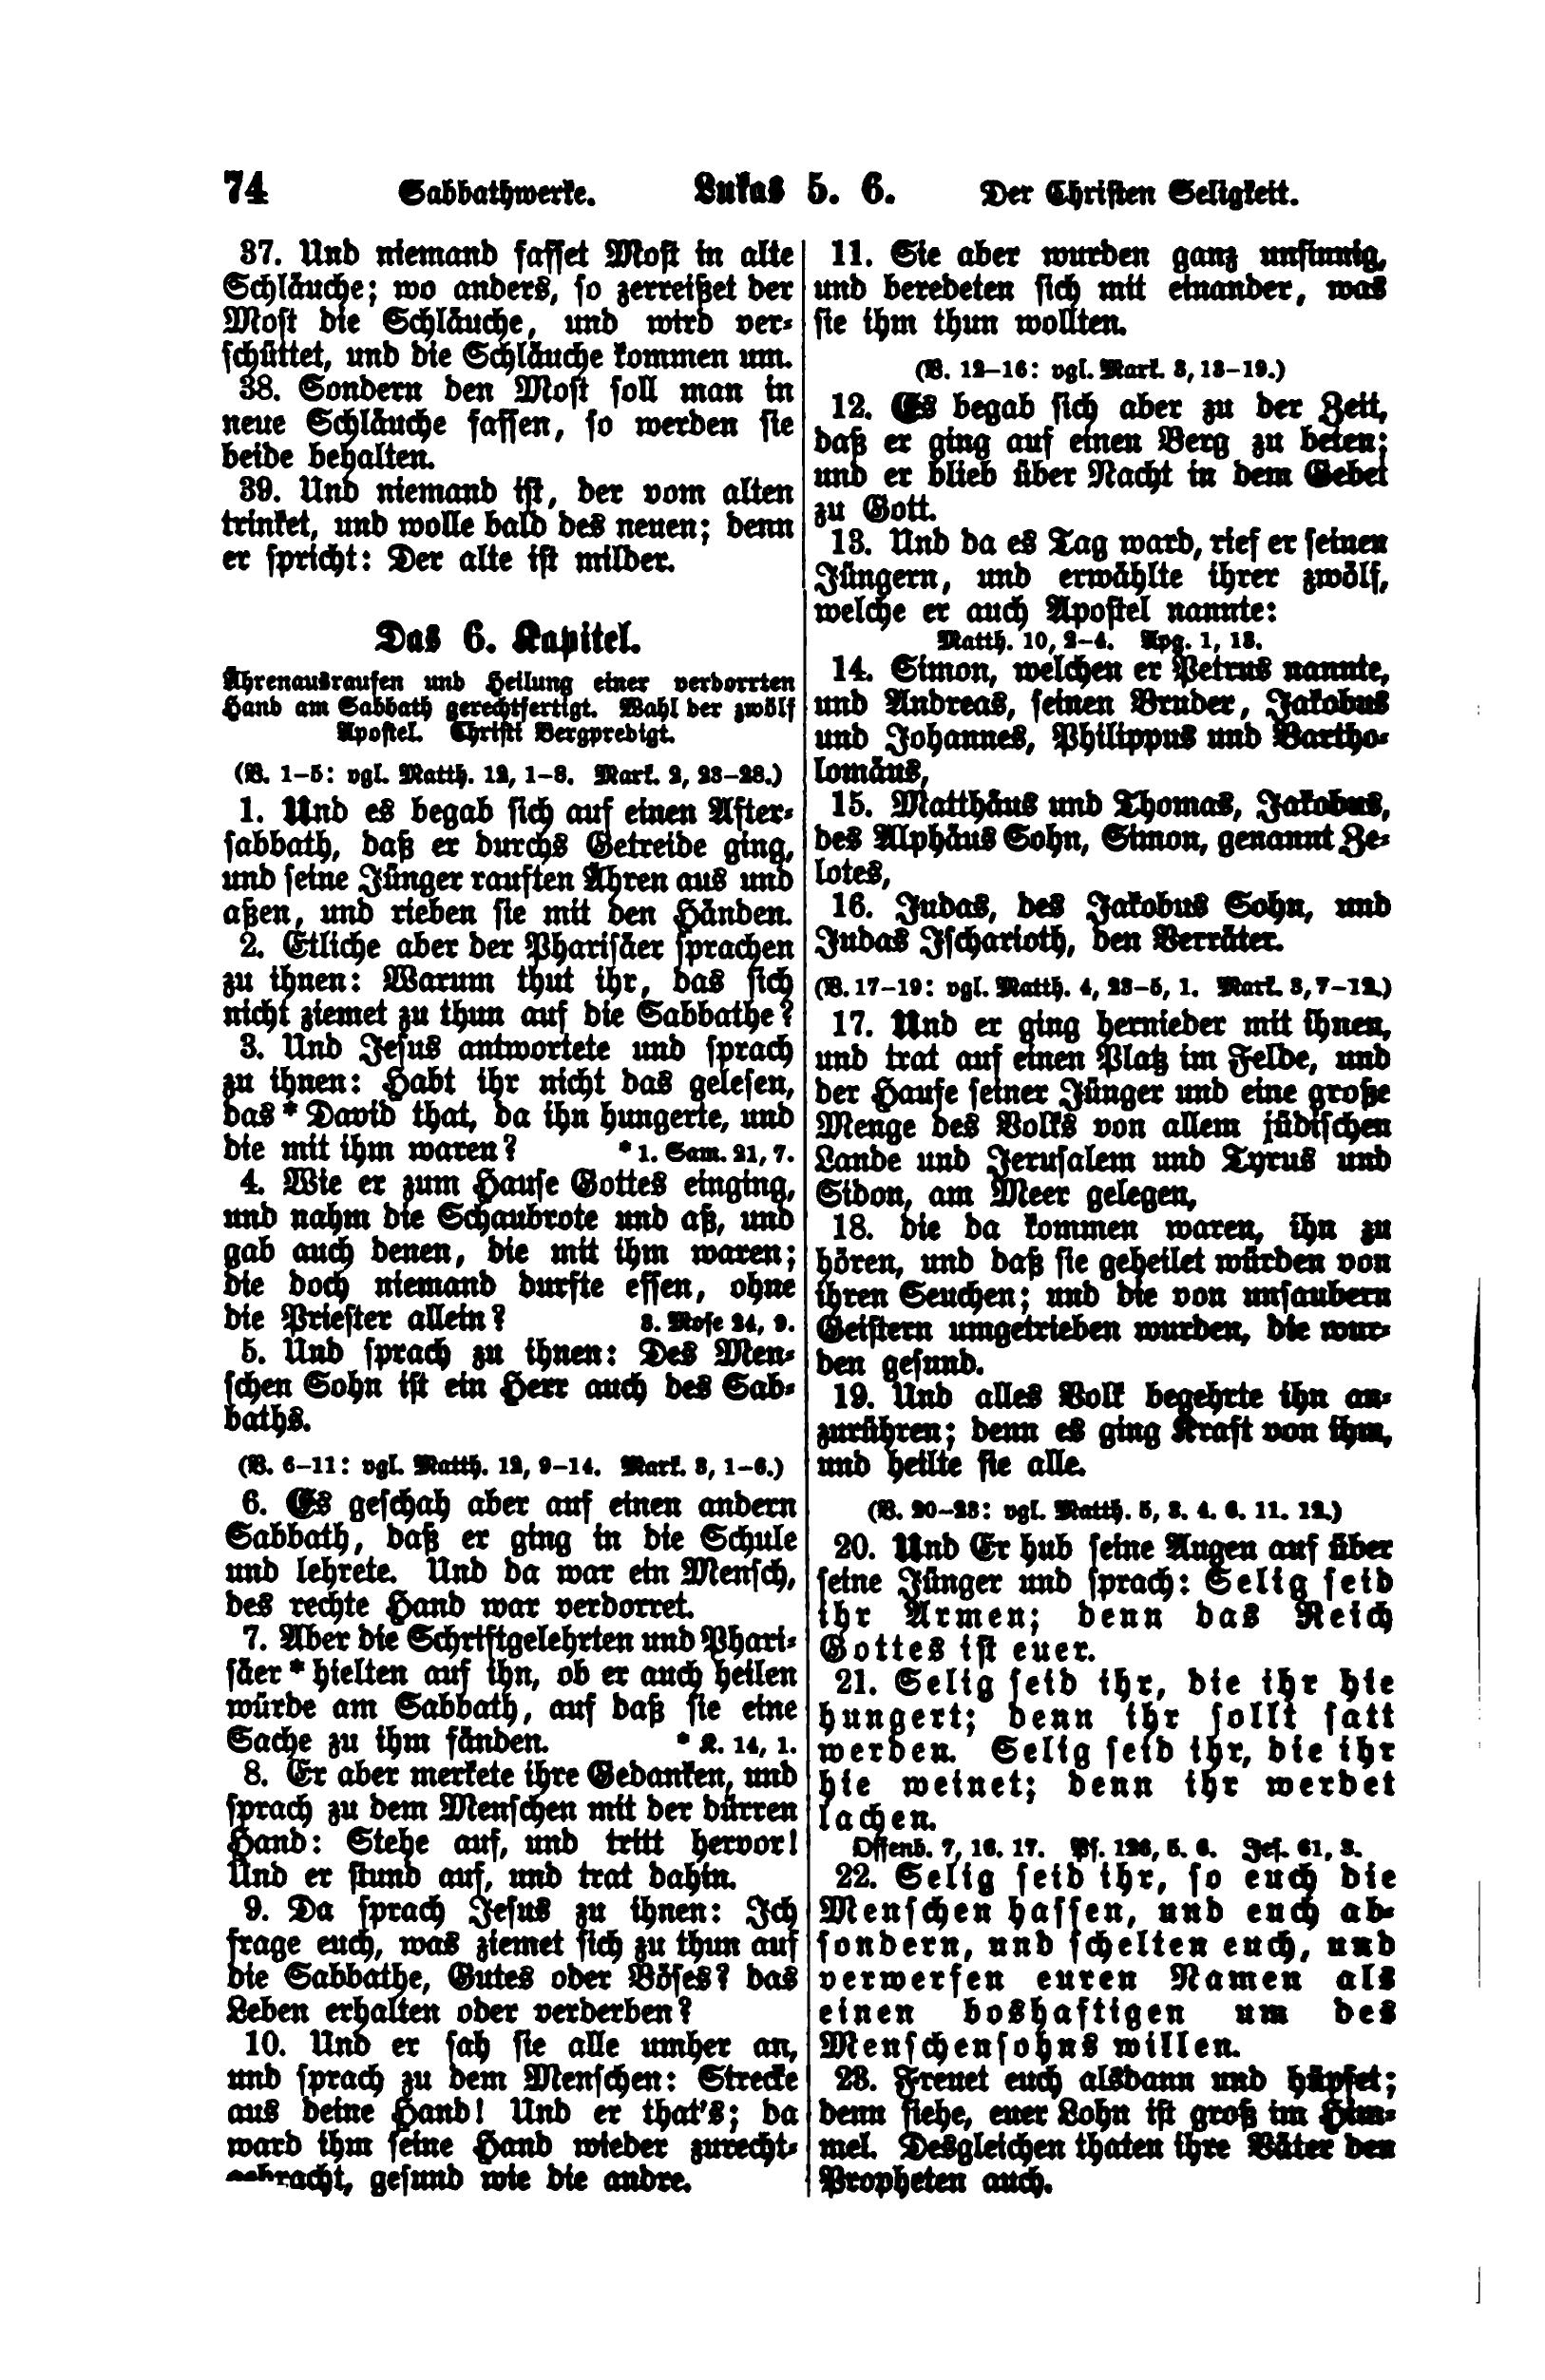 74 Sabbathwerke. Lukas 5. 6. Der Christen Seligkeit.
37. Und niemand fasset Most in alte
Schläuche; wo anders, so zerreißet der
Most die Schläuche, und wird ver-
schüttet, und die Schläuche kommen um.
38. Sondern den Most soll man in
neue Schläuche fassen, so werden sie
beide behalten.
39. Und niemand ist, der vom alten
trinket, und wolle bald des neuen; denn
er spricht: Der alte ist milder.
Das 6. Kapitel.
Ährenausraufen und Heilung einer verdorrten
Hand am Sabbath gerechtfertigt. Wahl der zwölf
Apostel. Christi Bergpredigt.
(V. 1–5: vgl. Matth. 12, 1–8. Mark. 2, 23–28.)
1. Und es begab sich auf einen After-
sabbath, daß er durchs Getreide ging,
und seine Jünger rauften Ähren aus und
aßen, und rieben sie mit den Händen.
2. Etliche aber der Pharisäer sprachen
zu ihnen: Warum thut ihr, das sich
nicht ziemet zu thun auf die Sabbathe?
3. Und Jesus antwortete und sprach
zu ihnen: Habt ihr nicht das gelesen,
das * David that, da ihn hungerte, und
die mit ihm waren? * 1. Sam. 21, 7.
4. Wie er zum Hause Gottes einging,
und nahm die Schaubrote und aß, und
gab auch denen, die mit ihm waren;
die doch niemand durfte essen, ohne
die Priester allein? 3. Mose 24, 9.
5. Und sprach zu ihnen: Des Men-
schen Sohn ist ein Herr auch des Sab-
baths.
(V. 6–11: vgl. Matth. 12, 9–14. Mark. 3, 1–6.)
6. Es geschah aber auf einen andern
Sabbath, daß er ging in die Schule
und lehrete. Und da war ein Mensch,
des rechte Hand war verdorret.
7. Aber die Schriftgelehrten und Phari-
säer * hielten auf ihn, ob er auch heilen
würde am Sabbath, auf daß sie eine
Sache zu ihm fänden. * K. 14, 1.
8. Er aber merkete ihre Gedanken, und
sprach zu dem Menschen mit der dürren
Hand: Stehe auf, und tritt hervor!
Und er stund auf, und trat dahin.
9. Da sprach Jesus zu ihnen: Ich
frage euch, was ziemet sich zu thun auf
die Sabbathe, Gutes oder Böses? das
Leben erhalten oder verderben?
10. Und er sah sie alle umher an,
und sprach zu dem Menschen: Strecke
aus deine Hand! Und er that's; da
ward ihm seine Hand wieder zurecht-
gebracht, gesund wie die andre.
11. Sie aber wurden ganz unsinnig,
und beredeten sich mit einander, was
sie ihm thun wollten.
(V. 12–16: vgl. Mark. 3, 13–19.)
12. Es begab sich aber zu der Zeit,
daß er ging auf einen Berg zu beten;
und er blieb über Nacht in dem Gebet
zu Gott.
13. Und da es Tag ward, rief er seinen
Jüngern, und erwählte ihrer zwölf,
welche er auch Apostel nannte:
Matth. 10, 2–4. Apg. 1, 13.
14. Simon, welchen er Petrus nannte,
und Andreas, seinen Bruder, Jakobus
und Johannes, Philippus und Bartho-
lomäus,
15. Matthäus und Thomas, Jakobus,
des Alphäus Sohn, Simon, genannt Ze-
lotes,
16. Judas, des Jakobus Sohn, und
Judas Ischarioth, den Verräter.
(V. 17–19: vgl. Matth. 4, 23–5, 1. Mark. 3, 7–12.)
17. Und er ging hernieder mit ihnen,
und trat auf einen Platz im Felde, und
der Haufe seiner Jünger und eine große
Menge des Volks von allem jüdischen
Lande und Jerusalem und Tyrus und
Sidon, am Meer gelegen,
18. die da kommen waren, ihn zu
hören, und daß sie geheilet würden von
ihren Seuchen; und die von unsaubern
Geistern umgetrieben wurden, die wur-
den gesund.
19. Und alles Volk begehrte ihn an-
zurühren; denn es ging Kraft von ihm,
und heilte sie alle.
(V. 20–23: vgl. Matth. 5, 3. 4. 6. 11. 12.)
20. Und Er hub seine Augen auf über
seine Jünger und sprach: Selig seid
ihr Armen; denn das Reich
Gottes ist euer.
21. Selig seid ihr, die ihr hie
hungert; denn ihr sollt satt
werden. Selig seid ihr, die ihr
hie weinet; denn ihr werdet
lachen.
Offenb. 7, 16. 17. Ps. 126, 5. 6. Jes. 61, 3.
22. Selig seid ihr, so euch die
Menschen hassen, und euch ab-
sondern, und schelten euch, und
verwerfen euren Namen als
einen boshaftigen um des
Menschensohns willen.
23. Freuet euch alsdann und hüpfet;
denn siehe, euer Lohn ist groß im Him-
mel. Desgleichen thaten ihre Väter den
Propheten auch.